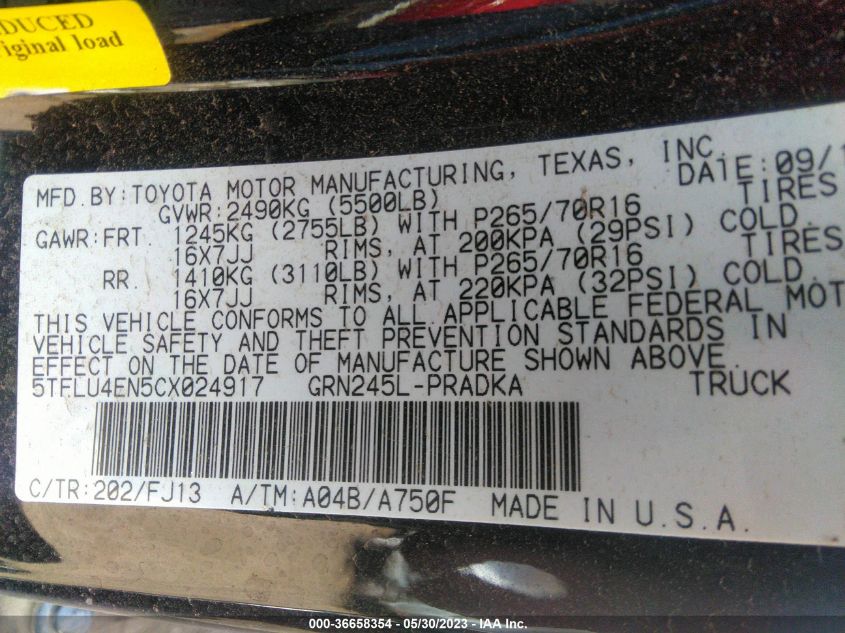 DUCED
riginal load
MFD.BY:TOYOTA MOTOR MANUFACTURING, TEXAS, INC. DATE:09/1
GVWR:2490KG (5500LB)
GAWR:FRT. 1245KG (2755LB) WITH P265/70R16 TIRES
16X7JJ RIMS, AT 200KPA (29PSI) COLD.
RR. 1410KG (3110LB) WITH P265/70R16 TIRES
16X7JJ RIMS, AT 220KPA (32PSI) COLD.
THIS VEHICLE CONFORMS TO ALL APPLICABLE FEDERAL MOT
VEHICLE SAFETY AND THEFT PREVENTION STANDARDS IN
EFFECT ON THE DATE OF MANUFACTURE SHOWN ABOVE.
5TFLU4EN5CX024917 GRN245L-PRADKA TRUCK
C/TR:202/FJ13 A/TM:A04B/A750F MADE IN U.S.A.
000-36658354 — 05/30/2023 — IAA Inc.